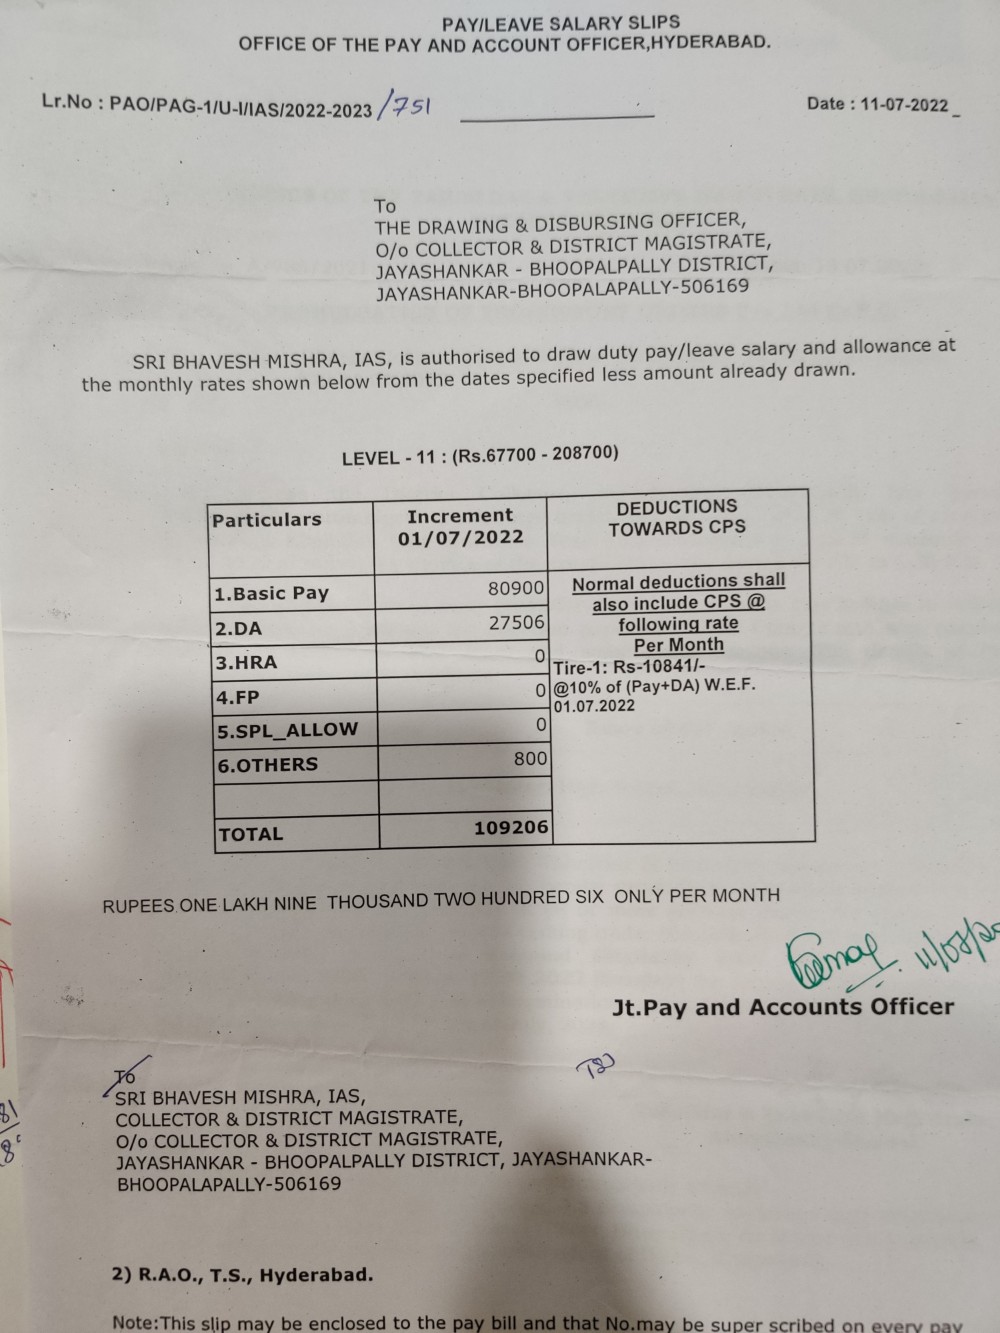 PAY/LEAVE SALARY SLIPS
OFFICE OF THE PAY AND ACCOUNT OFFICER,HYDERABAD.
Lr.No : PAO/PAG-1/U-I/IAS/2022-2023 /751
Date : 11-07-2022
To
THE DRAWING & DISBURSING OFFICER,
O/o COLLECTOR & DISTRICT MAGISTRATE,
JAYASHANKAR - BHOOPALPALLY DISTRICT,
JAYASHANKAR-BHOOPALAPALLY-506169
SRI BHAVESH MISHRA, IAS, is authorised to draw duty pay/leave salary and allowance at
the monthly rates shown below from the dates specified less amount already drawn.
LEVEL - 11 : (Rs.67700 - 208700)
Particulars
Increment
01/07/2022
DEDUCTIONS
TOWARDS CPS
1.Basic Pay 80900
2.DA 27506
3.HRA 0
4.FP 0
5.SPL_ALLOW 0
6.OTHERS 800
TOTAL 109206
Normal deductions shall
also include CPS @
following rate
Per Month
Tire-1: Rs-10841/-
@10% of (Pay+DA) W.E.F.
01.07.2022
RUPEES ONE LAKH NINE THOUSAND TWO HUNDRED SIX ONLY PER MONTH
Jt.Pay and Accounts Officer
To
SRI BHAVESH MISHRA, IAS,
COLLECTOR & DISTRICT MAGISTRATE,
O/o COLLECTOR & DISTRICT MAGISTRATE,
JAYASHANKAR - BHOOPALPALLY DISTRICT, JAYASHANKAR-
BHOOPALAPALLY-506169
2) R.A.O., T.S., Hyderabad.
Note:This slip may be enclosed to the pay bill and that No.may be super scribed on every pay